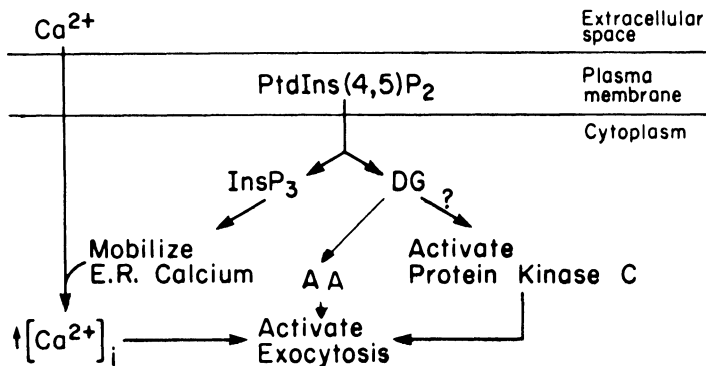 Ca2+
Extracellular
space
PtdIns(4,5)P2
Plasma
membrane
Cytoplasm
InsP3
DG
?
Mobilize
E.R. Calcium
AA
Activate
Protein Kinase C
↑[Ca2+]i
Activate
Exocytosis